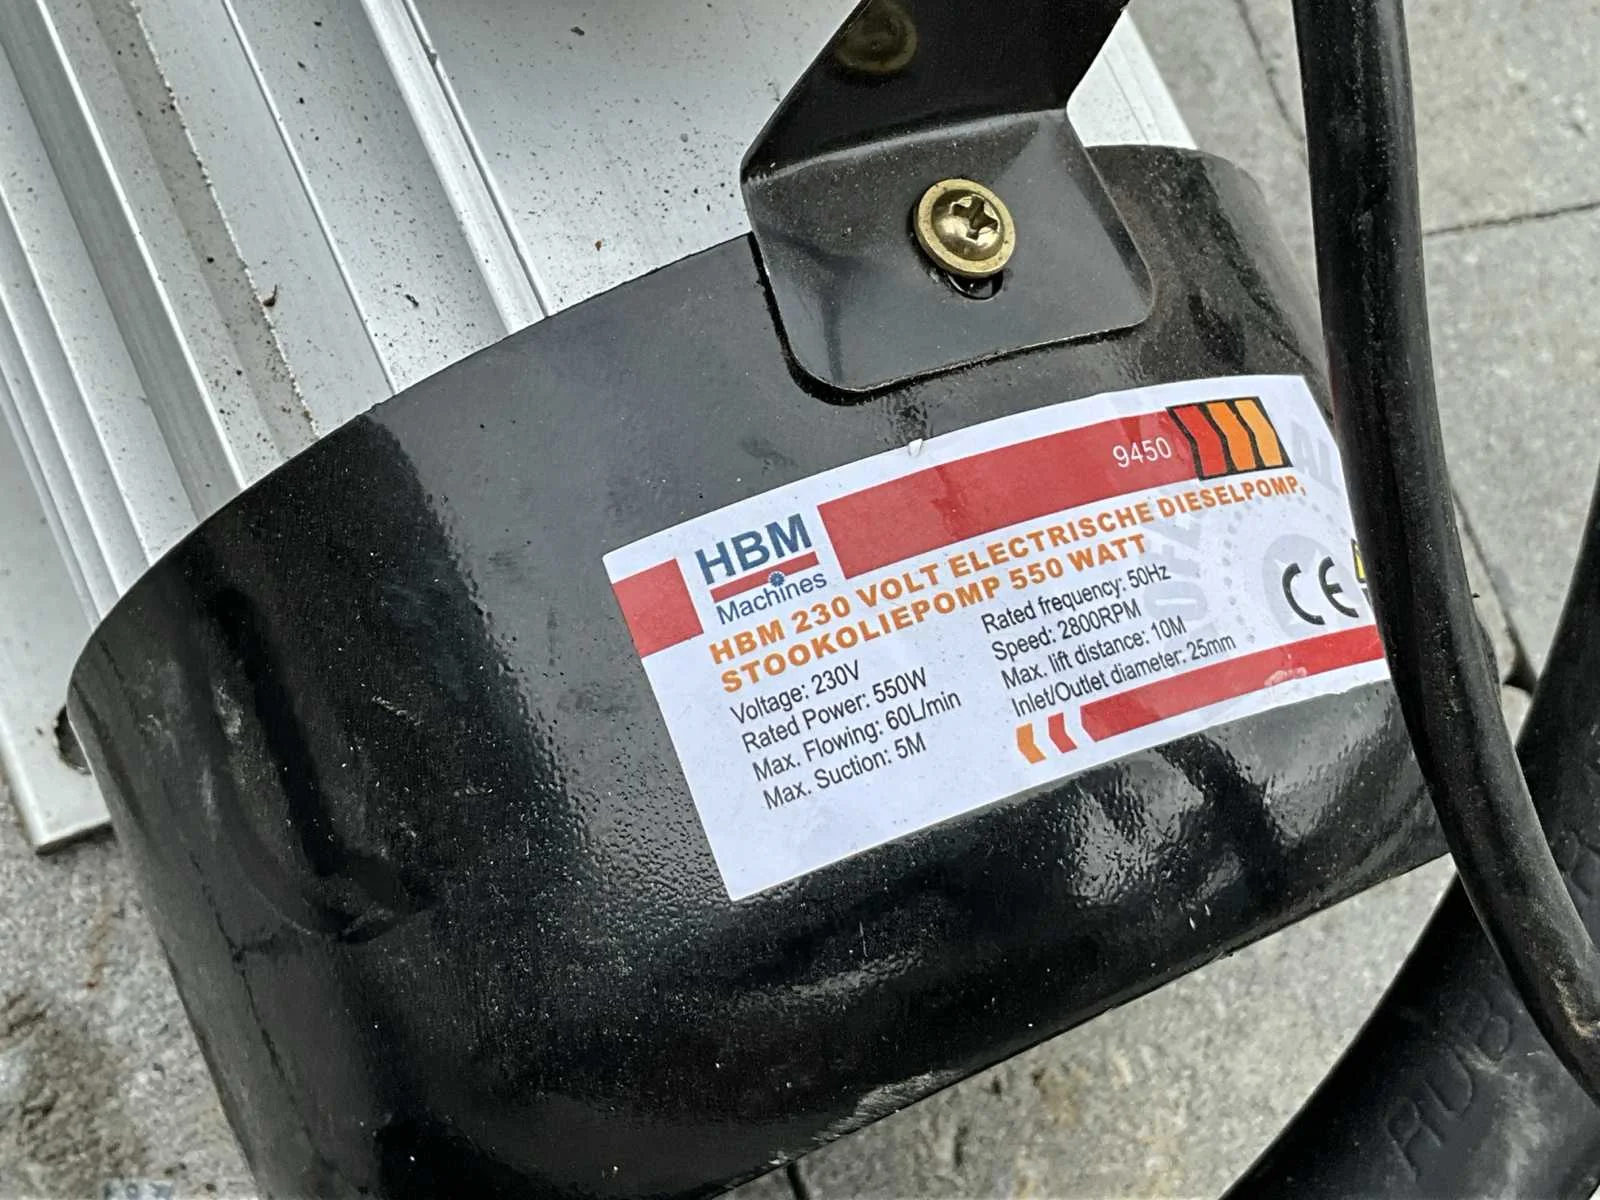 9450
HBM
Machines
HBM 230 VOLT ELECTRISCHE DIESELPOMP,
STOOKOLIEPOMP 550 WATT
Voltage: 230V
Rated Power: 550W
Max. Flowing: 60L/min
Max. Suction: 5M
Rated frequency: 50Hz
Speed: 2800RPM
Max. lift distance: 10M
Inlet/Outlet diameter: 25mm
CE